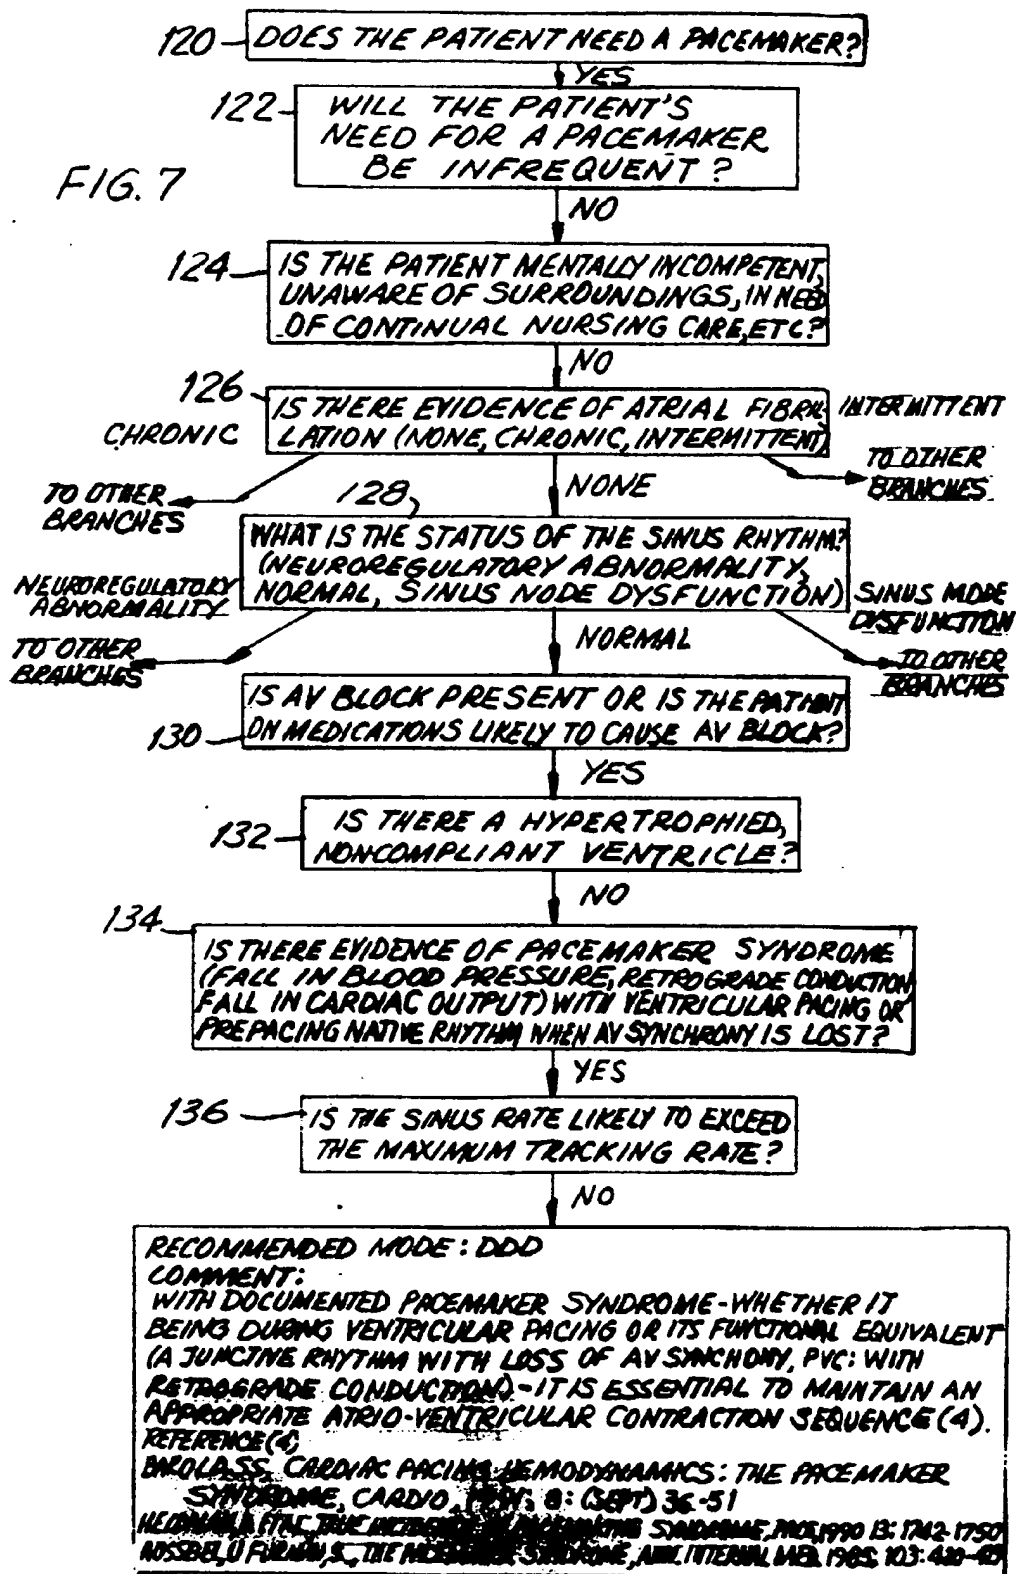 120 DOES THE PATIENT NEED A PACEMAKER?
YES
122 WILL THE PATIENT'S
NEED FOR A PACEMAKER
BE INFREQUENT?
FIG. 7
NO
124 IS THE PATIENT MENTALLY INCOMPETENT,
UNAWARE OF SURROUNDINGS, IN NEED
OF CONTINUAL NURSING CARE, ETC?
NO
126
IS THERE EVIDENCE OF ATRIAL FIBRIL-
LATION (NONE, CHRONIC, INTERMITTENT)
CHRONIC
INTERMITTENT
TO OTHER
BRANCHES
NONE
TO OTHER
BRANCHES
128
WHAT IS THE STATUS OF THE SINUS RHYTHM?
(NEUROREGULATORY ABNORMALITY,
NORMAL, SINUS NODE DYSFUNCTION)
NEUROREGULATORY
ABNORMALITY
SINUS MODE
DYSFUNCTION
TO OTHER
BRANCHES
NORMAL
TO OTHER
BRANCHES
IS AV BLOCK PRESENT OR IS THE PATIENT
130 ON MEDICATIONS LIKELY TO CAUSE AV BLOCK?
YES
132 IS THERE A HYPERTROPHIED,
NONCOMPLIANT VENTRICLE?
NO
134
IS THERE EVIDENCE OF PACEMAKER SYNDROME
(FALL IN BLOOD PRESSURE, RETROGRADE CONDUCTION
FALL IN CARDIAC OUTPUT) WITH VENTRICULAR PACING OR
PREPACING NATIVE RHYTHM WHEN AV SYNCHRONY IS LOST?
YES
136 IS THE SINUS RATE LIKELY TO EXCEED
THE MAXIMUM TRACKING RATE?
NO
RECOMMENDED MODE: DDD
COMMENT:
WITH DOCUMENTED PACEMAKER SYNDROME-WHETHER IT
BEING DURING VENTRICULAR PACING OR ITS FUNCTIONAL EQUIVALENT
(A JUNCTIVE RHYTHM WITH LOSS OF AV SYNCHONY, PVC: WITH
RETROGRADE CONDUCTION)-IT IS ESSENTIAL TO MAINTAIN AN
APPROPRIATE ATRIO-VENTRICULAR CONTRACTION SEQUENCE (4).
REFERENCE (4)
CARDIAC PACING HEMODYNAMICS: THE PACEMAKER
SYNDROME, CARDIO, 8: (SEPT) 36-51
TRUE SYNDROME, PACE, 1990 13: 1742-1750
THE SYNDROME, INTERNAL MED. 1985, 103: